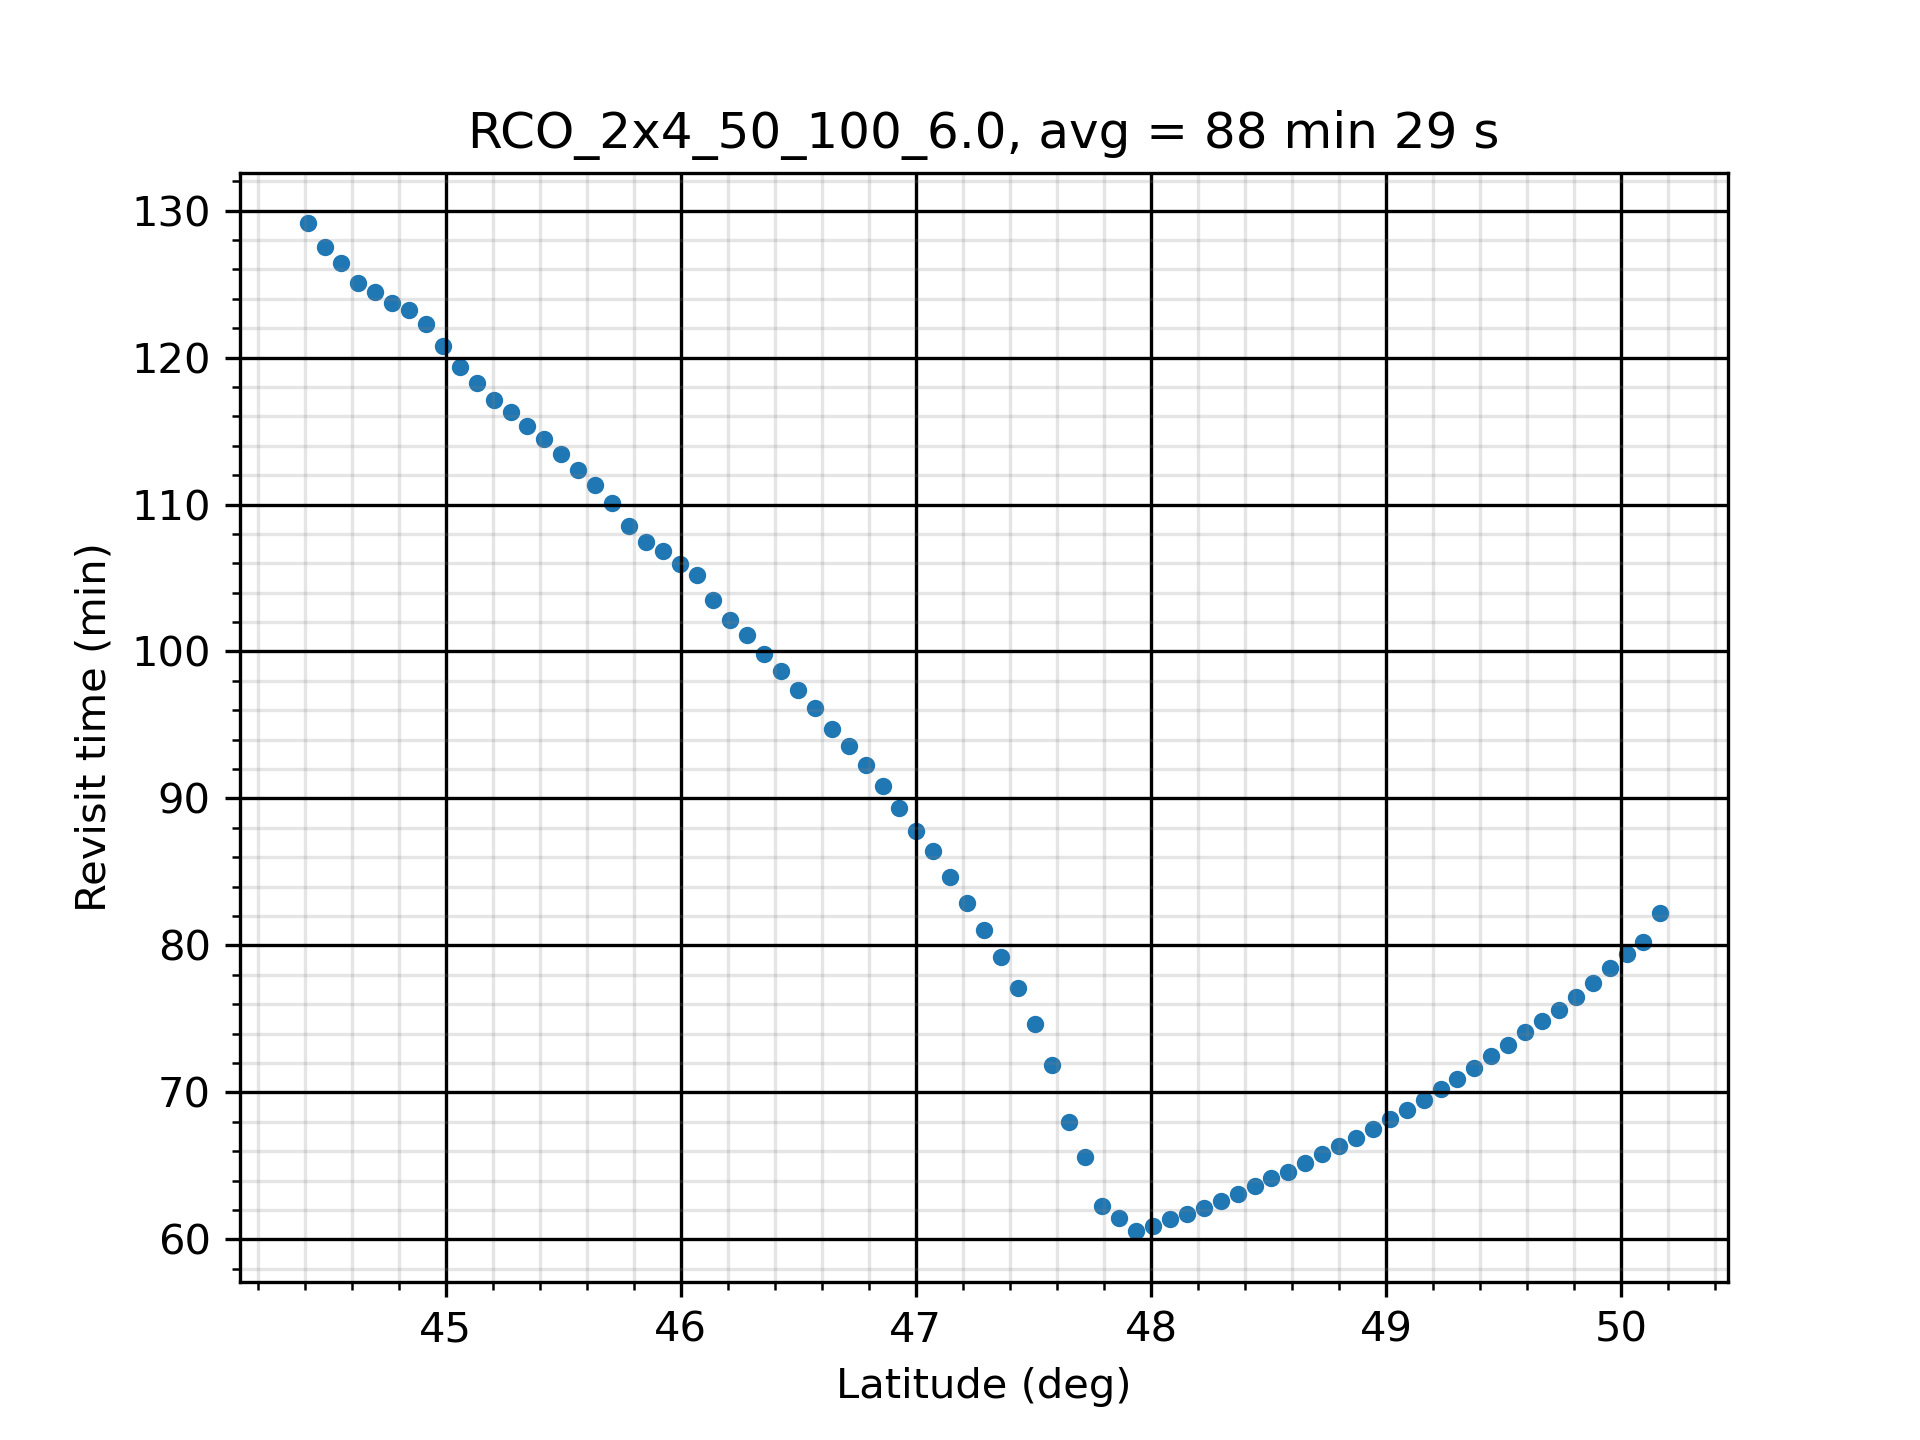 RCO_2x4_50_100_6.0, avg = 88 min 29 s
130
120
110
100
90
80
70
60
Revisit time (min)
45 46 47 48 49 50
Latitude (deg)